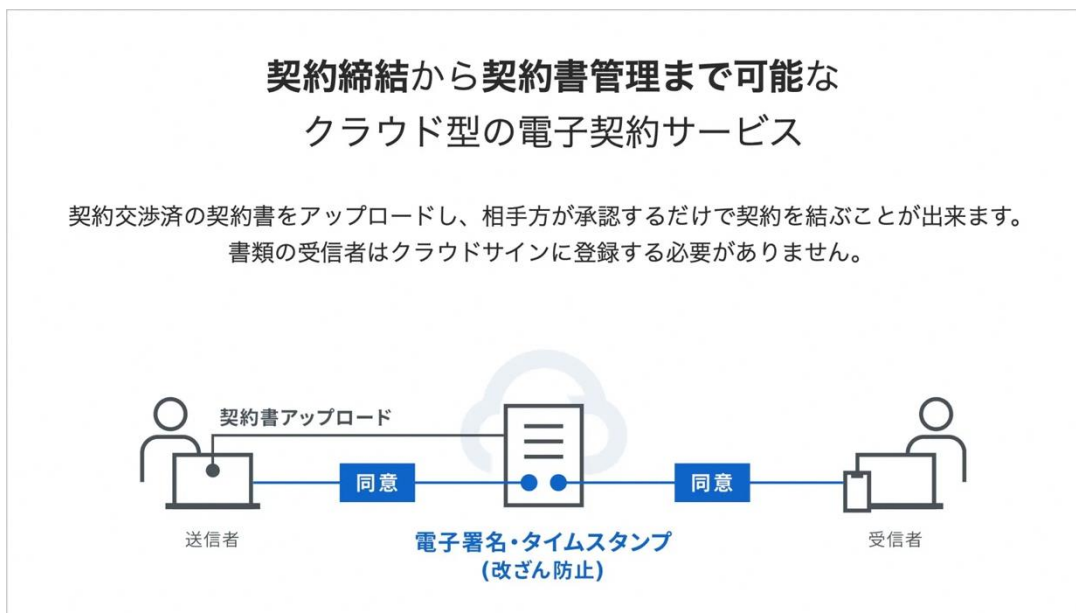 契約締結から契約書管理まで可能な
クラウド型の電子契約サービス
契約交渉済の契約書をアップロードし、相手方が承認するだけで契約を結ぶことが出来ます。
書類の受信者はクラウドサインに登録する必要がありません。
契約書アップロード
同意
同意
送信者
電子署名・タイムスタンプ
(改ざん防止)
受信者